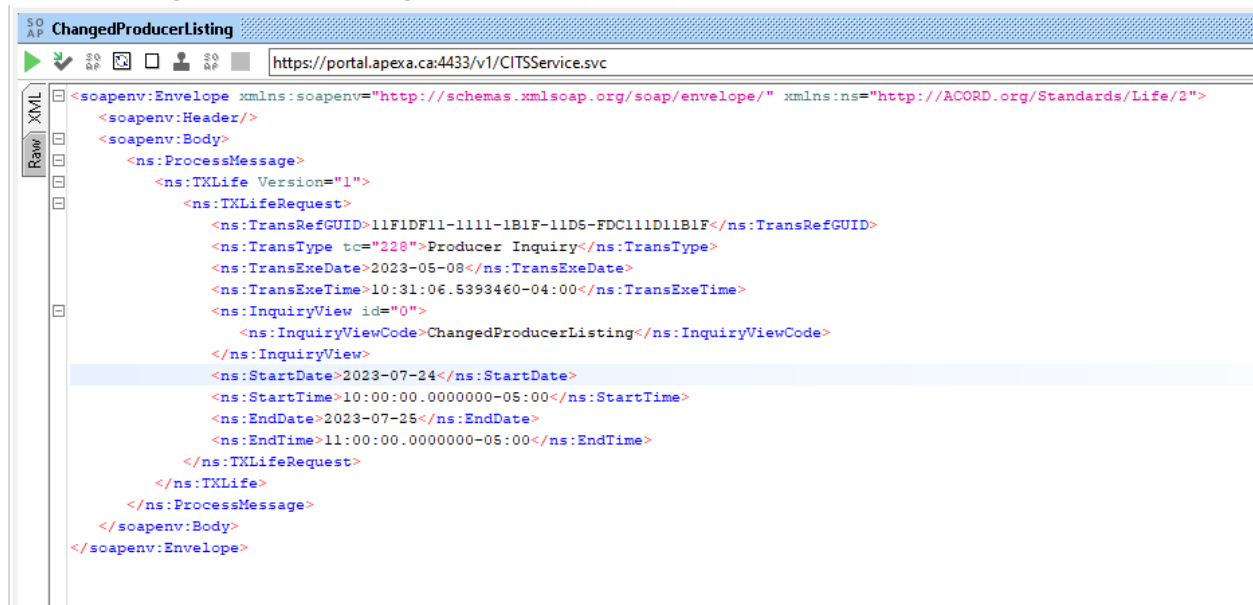 SO AP ChangedProducerListing
SO AP SO AP https://portal.apexa.ca:4433/v1/CITSService.svc
XML
Raw
<soapenv:Envelope xmlns:soapenv="http://schemas.xmlsoap.org/soap/envelope/" xmlns:ns="http://ACORD.org/Standards/Life/2">
<soapenv:Header/>
<soapenv:Body>
<ns:ProcessMessage>
<ns:TXLife Version="1">
<ns:TXLifeRequest>
<ns:TransRefGUID>11F1DF11-1111-1B1F-11D5-FDC111D11B1F</ns:TransRefGUID>
<ns:TransType tc="228">Producer Inquiry</ns:TransType>
<ns:TransExeDate>2023-05-08</ns:TransExeDate>
<ns:TransExeTime>10:31:06.5393460-04:00</ns:TransExeTime>
<ns:InquiryView id="0">
<ns:InquiryViewCode>ChangedProducerListing</ns:InquiryViewCode>
</ns:InquiryView>
<ns:StartDate>2023-07-24</ns:StartDate>
<ns:StartTime>10:00:00.0000000-05:00</ns:StartTime>
<ns:EndDate>2023-07-25</ns:EndDate>
<ns:EndTime>11:00:00.0000000-05:00</ns:EndTime>
</ns:TXLifeRequest>
</ns:TXLife>
</ns:ProcessMessage>
</soapenv:Body>
</soapenv:Envelope>